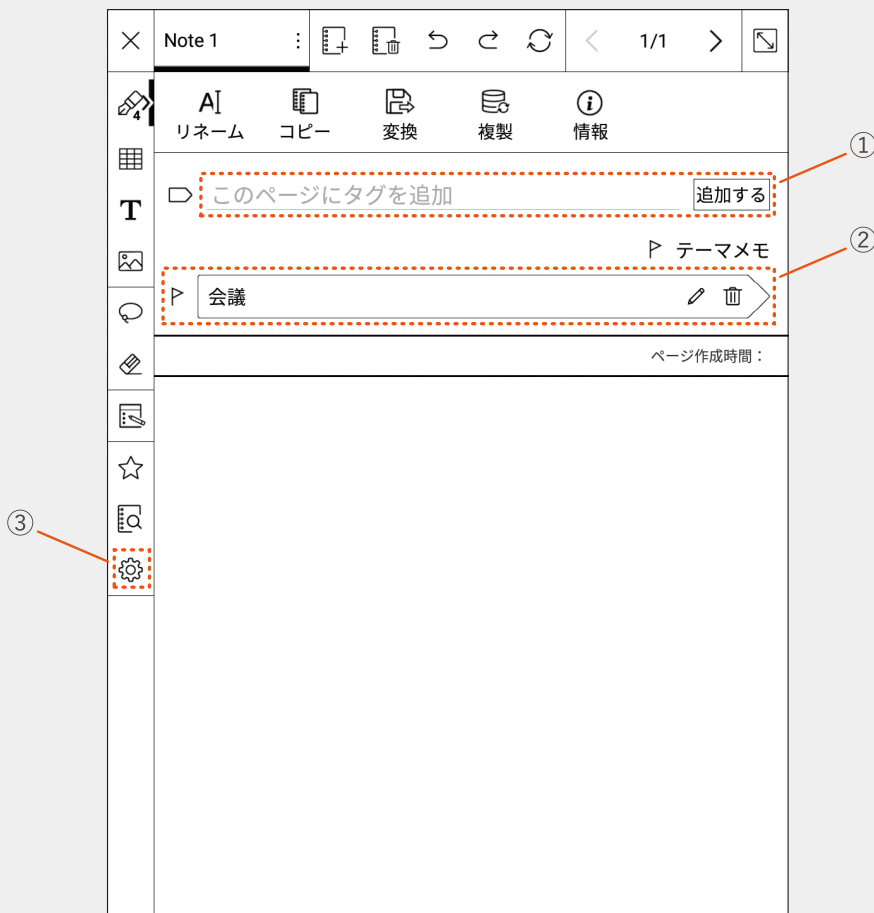 Note 1
1/1
4
リネーム コピー 変換 複製 情報
①
このページにタグを追加 追加する
②
テーマメモ
会議
T
ページ作成時間：
③